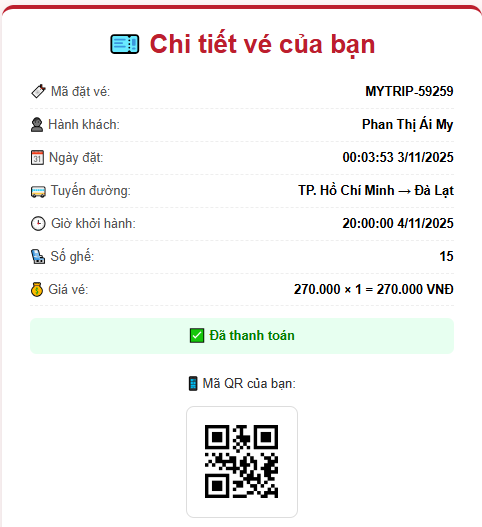 Chi tiết vé của bạn
Mã đặt vé: MYTRIP-59259
Hành khách: Phan Thị Ái My
Ngày đặt: 00:03:53 3/11/2025
Tuyến đường: TP. Hồ Chí Minh → Đà Lạt
Giờ khởi hành: 20:00:00 4/11/2025
Số ghế: 15
Giá vé: 270.000 × 1 = 270.000 VNĐ
Đã thanh toán
Mã QR của bạn: